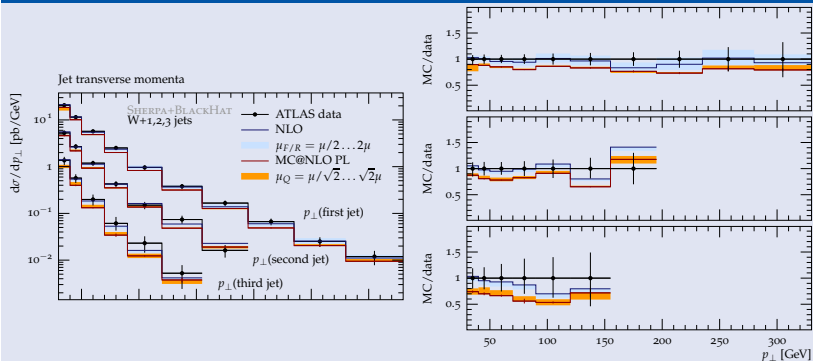 Jet transverse momenta
SHERPA+BLACKHAT
W+1,2,3 jets
ATLAS data
NLO
μF/R = μ/2 . . . 2μ
MC@NLO PL
μQ = μ/√2 . . . √2μ
p⊥(first jet)
p⊥(second jet)
p⊥(third jet)
dσ/dp⊥ [pb/GeV]
10^1
1
10^−1
10^−2
MC/data
1.5
1
0.5
MC/data
1.5
1
0.5
MC/data
1.5
1
0.5
50 100 150 200 250 300
p⊥ [GeV]